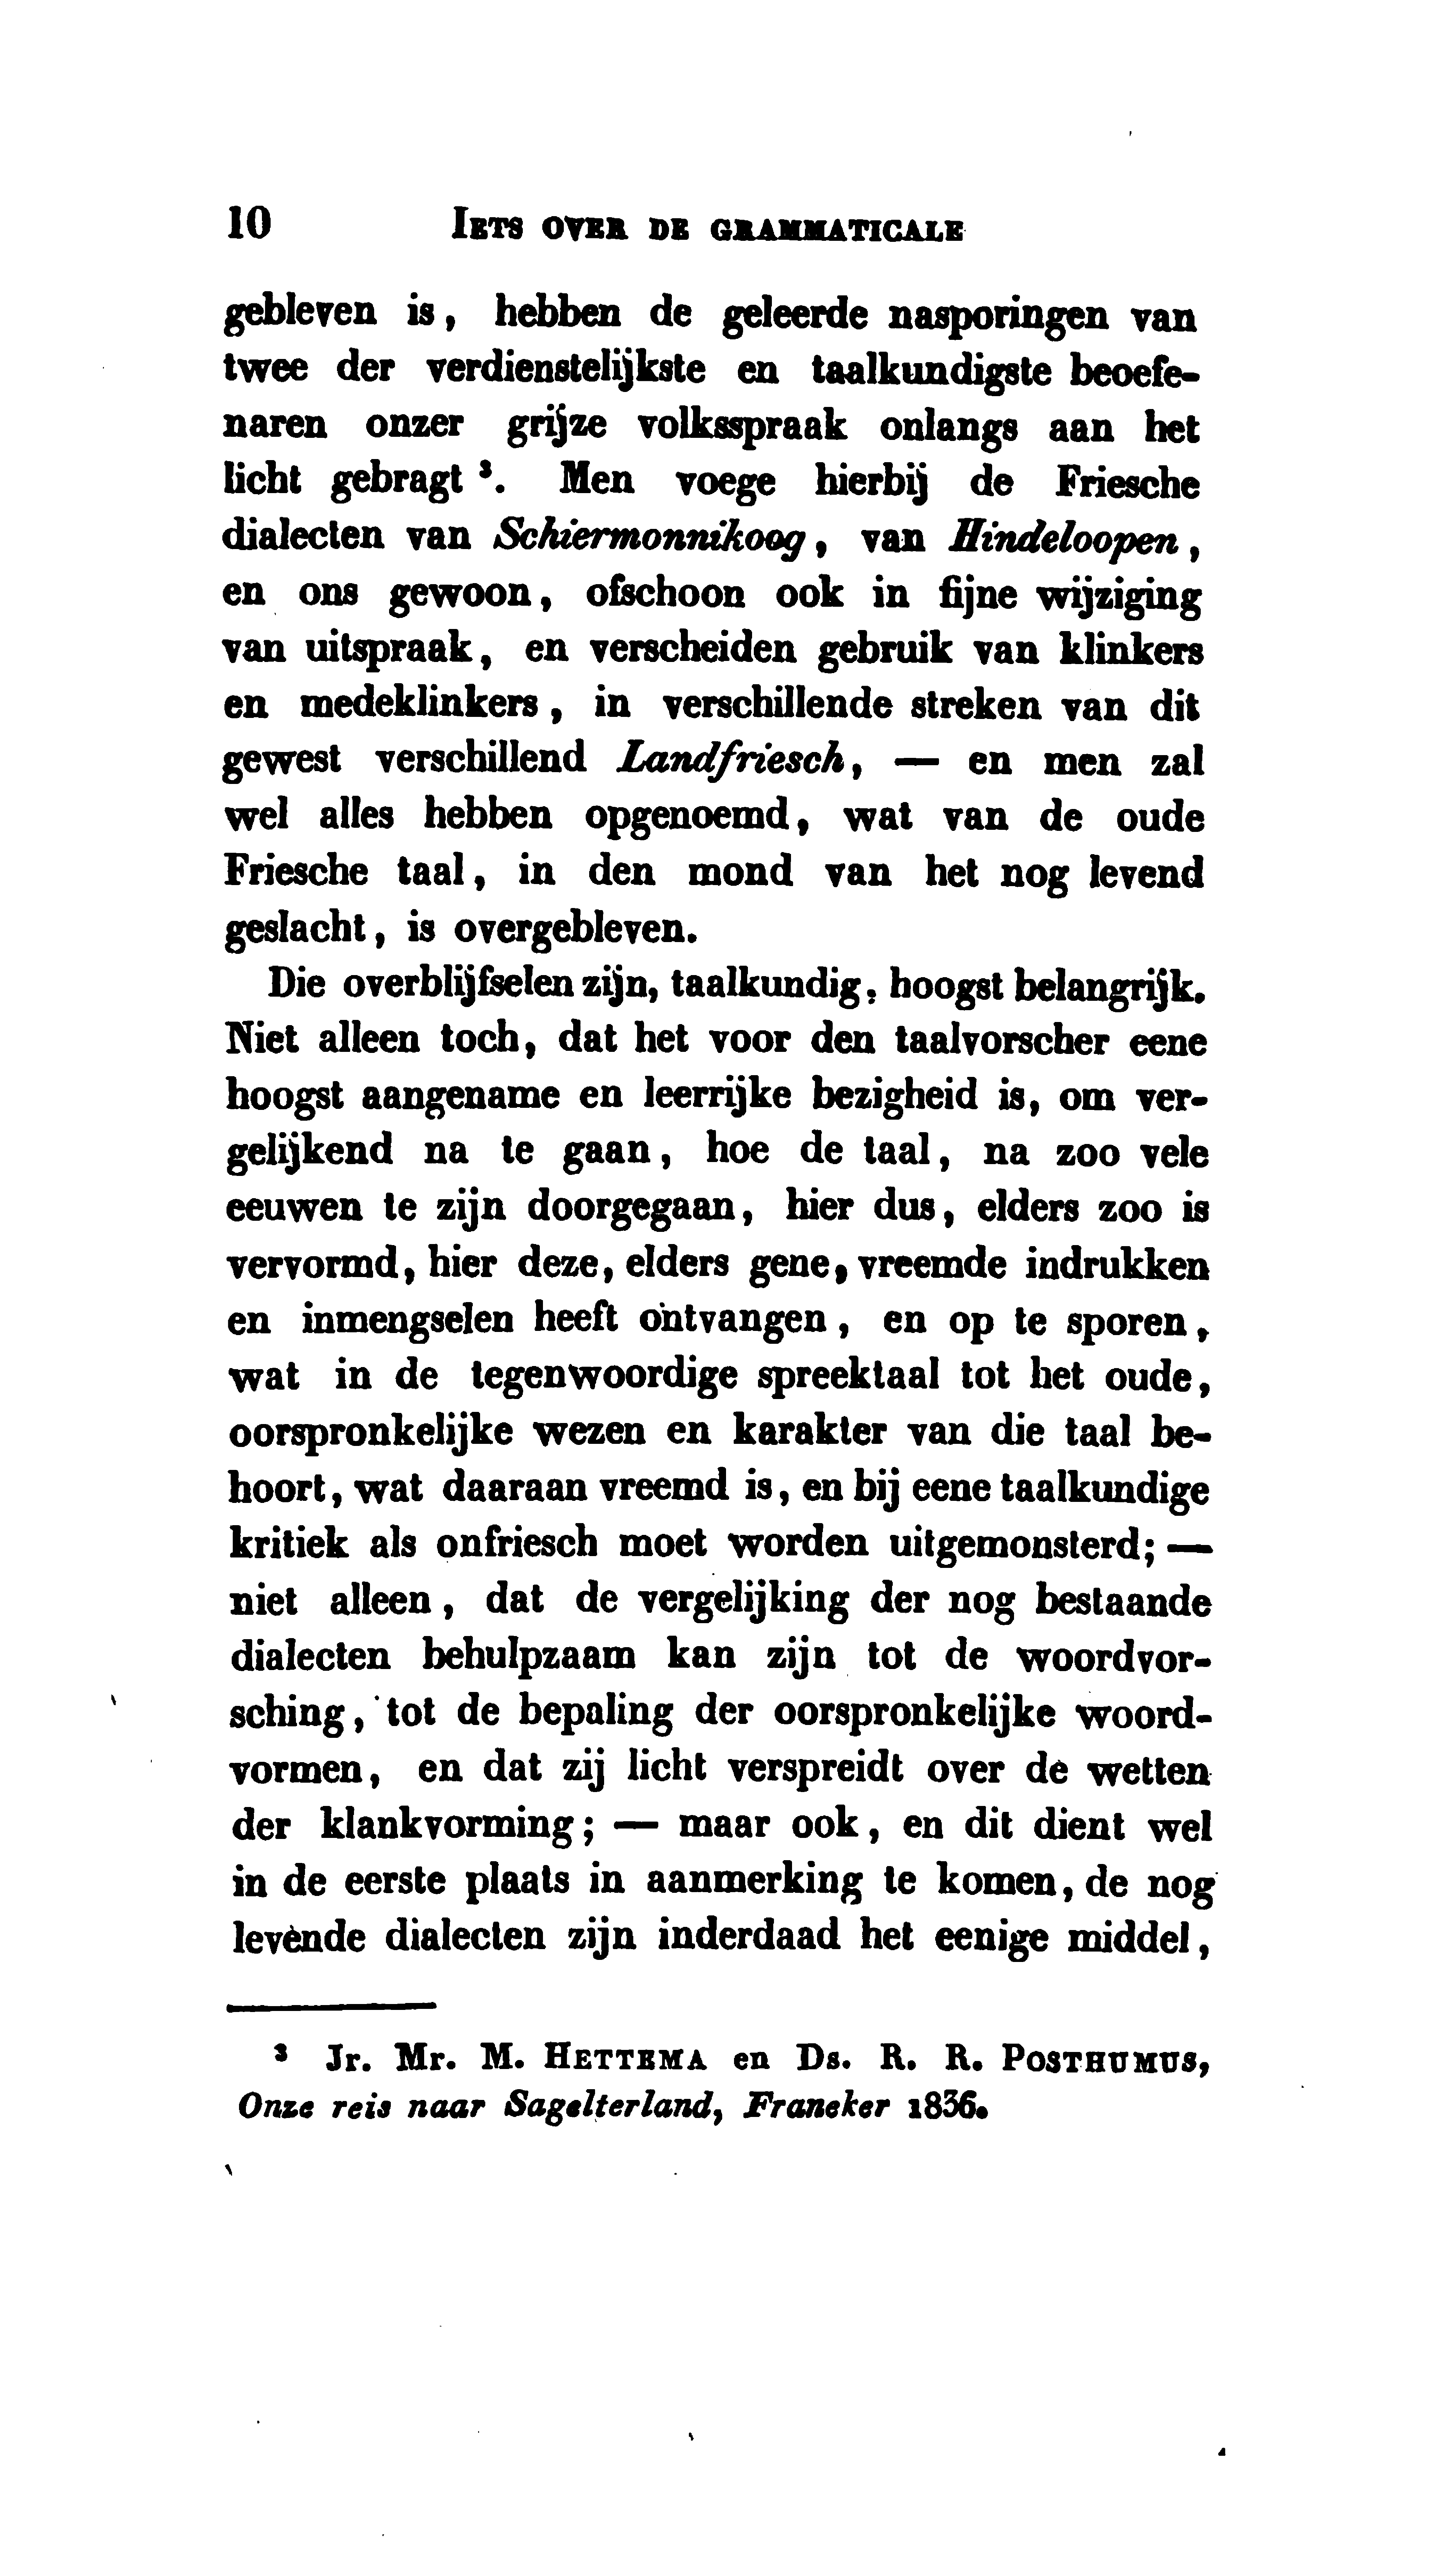 10 IETS OVER DE GRAMMATICALE
gebleven is, hebben de geleerde nasporingen van
twee der verdienstelijkste en taalkundigste beoefe-
naren onzer grijze volksspraak onlangs aan het
licht gebragt ³. Men voege hierbij de Friesche
dialecten van Schiermonnikoog, van Hindeloopen,
en ons gewoon, ofschoon ook in fijne wijziging
van uitspraak, en verscheiden gebruik van klinkers
en medeklinkers, in verschillende streken van dit
gewest verschillend Landfriesch, — en men zal
wel alles hebben opgenoemd, wat van de oude
Friesche taal, in den mond van het nog levend
geslacht, is overgebleven.
Die overblijfselen zijn, taalkundig, hoogst belangrijk.
Niet alleen toch, dat het voor den taalvorscher eene
hoogst aangename en leerrijke bezigheid is, om ver-
gelijkend na te gaan, hoe de taal, na zoo vele
eeuwen te zijn doorgegaan, hier dus, elders zoo is
vervormd, hier deze, elders gene, vreemde indrukken
en inmengselen heeft ontvangen, en op te sporen,
wat in de tegenwoordige spreektaal tot het oude,
oorspronkelijke wezen en karakter van die taal be-
hoort, wat daaraan vreemd is, en bij eene taalkundige
kritiek als onfriesch moet worden uitgemonsterd; —
niet alleen, dat de vergelijking der nog bestaande
dialecten behulpzaam kan zijn tot de woordvor-
sching, tot de bepaling der oorspronkelijke woord-
vormen, en dat zij licht verspreidt over de wetten
der klankvorming; — maar ook, en dit dient wel
in de eerste plaats in aanmerking te komen, de nog
levende dialecten zijn inderdaad het eenige middel,
³ Jr. Mr. M. HETTEMA en Ds. R. R. POSTHUMUS,
Onze reis naar Sagelterland, Franeker 1836.